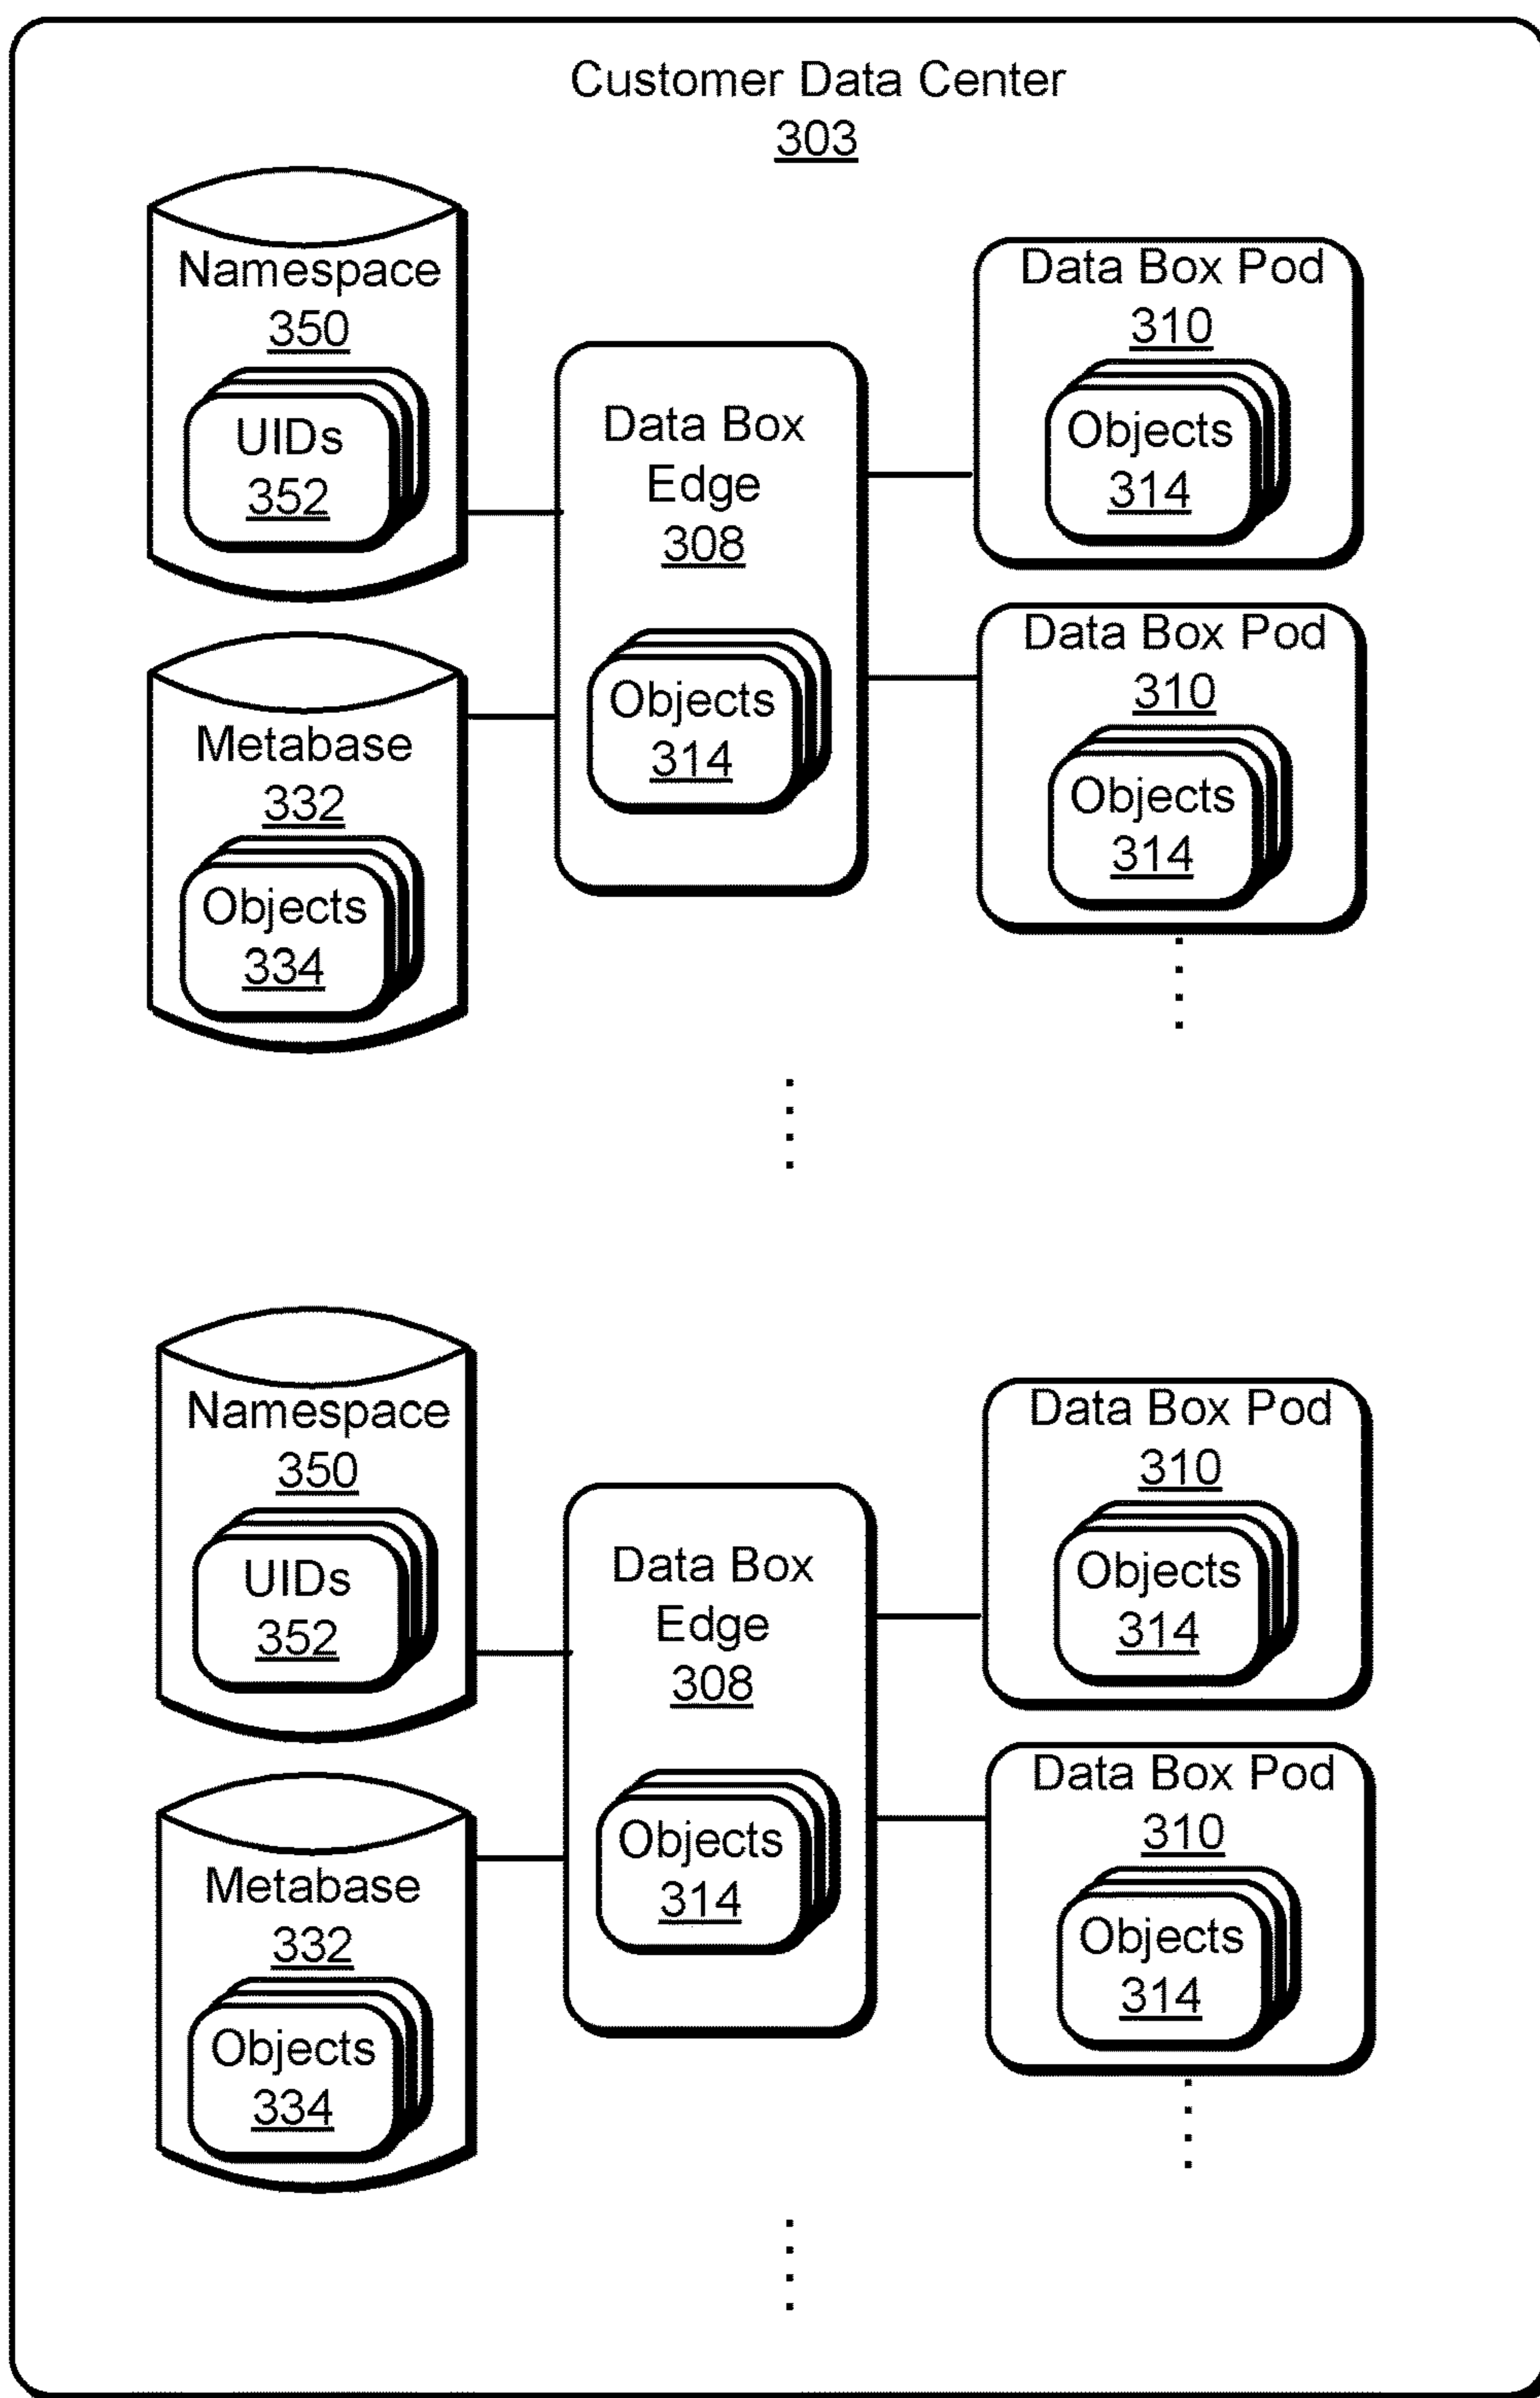 Customer Data Center
303
Namespace
350
UIDs
352
Metabase
332
Objects
334
Data Box
Edge
308
Objects
314
Data Box Pod
310
Objects
314
Data Box Pod
310
Objects
314
Namespace
350
UIDs
352
Metabase
332
Objects
334
Data Box
Edge
308
Objects
314
Data Box Pod
310
Objects
314
Data Box Pod
310
Objects
314